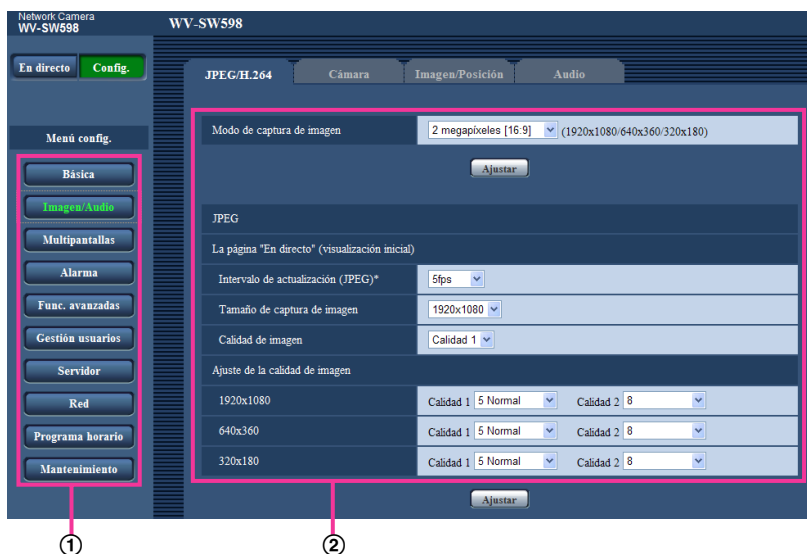 Network Camera
WV-SW598
WV-SW598
En directo Config.
Menú config.
Básica
Imagen/Audio
Multipantallas
Alarma
Func. avanzadas
Gestión usuarios
Servidor
Red
Programa horario
Mantenimiento
JPEG/H.264 Cámara Imagen/Posición Audio
Modo de captura de imagen 2 megapíxeles [16:9] (1920x1080/640x360/320x180)
Ajustar
JPEG
La página "En directo" (visualización inicial)
Intervalo de actualización (JPEG)* 5fps
Tamaño de captura de imagen 1920x1080
Calidad de imagen Calidad 1
Ajuste de la calidad de imagen
1920x1080 Calidad 1 5 Normal Calidad 2 8
640x360 Calidad 1 5 Normal Calidad 2 8
320x180 Calidad 1 5 Normal Calidad 2 8
Ajustar
① ②